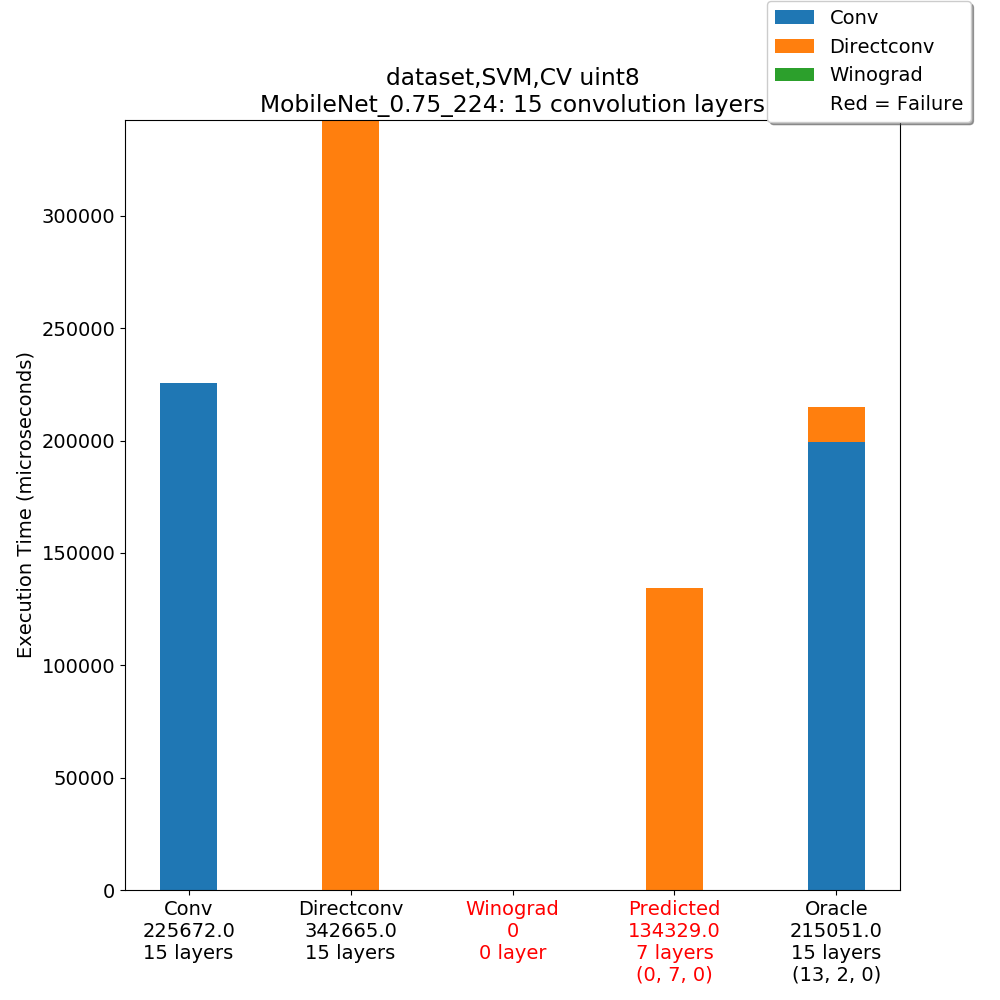 Conv
Directconv
Winograd
Red = Failure
dataset,SVM,CV uint8
MobileNet_0.75_224: 15 convolution layers
Execution Time (microseconds)
300000
250000
200000
150000
100000
50000
0
Conv
225672.0
15 layers
Directconv
342665.0
15 layers
Winograd
0
0 layer
Predicted
134329.0
7 layers
(0, 7, 0)
Oracle
215051.0
15 layers
(13, 2, 0)